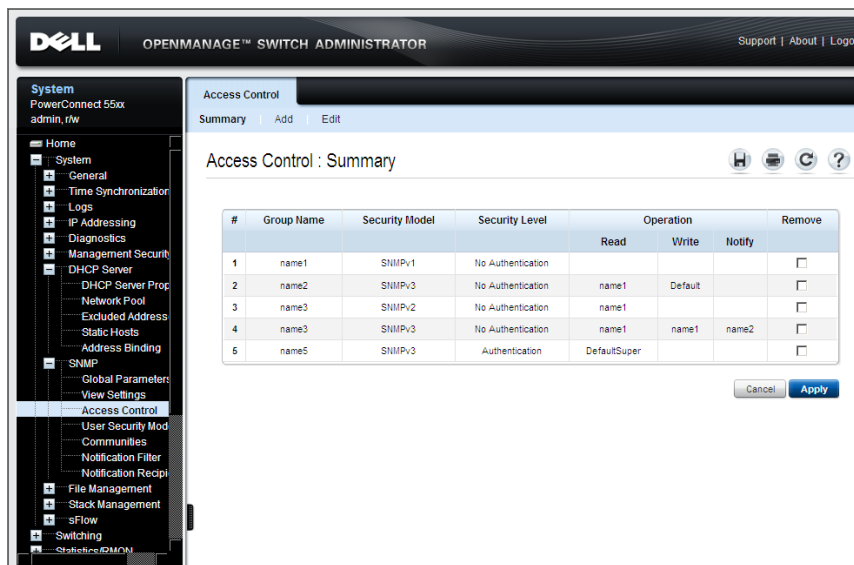 DELL
OPENMANAGE™ SWITCH ADMINISTRATOR
Support | About | Logo
System
PowerConnect 55xx
admin, r/w
Home
System
General
Time Synchronization
Logs
IP Addressing
Diagnostics
Management Security
DHCP Server
DHCP Server Prop
Network Pool
Excluded Address
Static Hosts
Address Binding
SNMP
Global Parameters
View Settings
Access Control
User Security Mod
Communities
Notification Filter
Notification Recipi
File Management
Stack Management
sFlow
Switching
Statistics/RMON
Access Control
Summary | Add | Edit
Access Control : Summary
# Group Name Security Model Security Level Operation Remove
Read Write Notify
1 name1 SNMPv1 No Authentication
2 name2 SNMPv3 No Authentication name1 Default
3 name3 SNMPv2 No Authentication name1
4 name3 SNMPv3 No Authentication name1 name1 name2
5 name5 SNMPv3 Authentication DefaultSuper
Cancel Apply